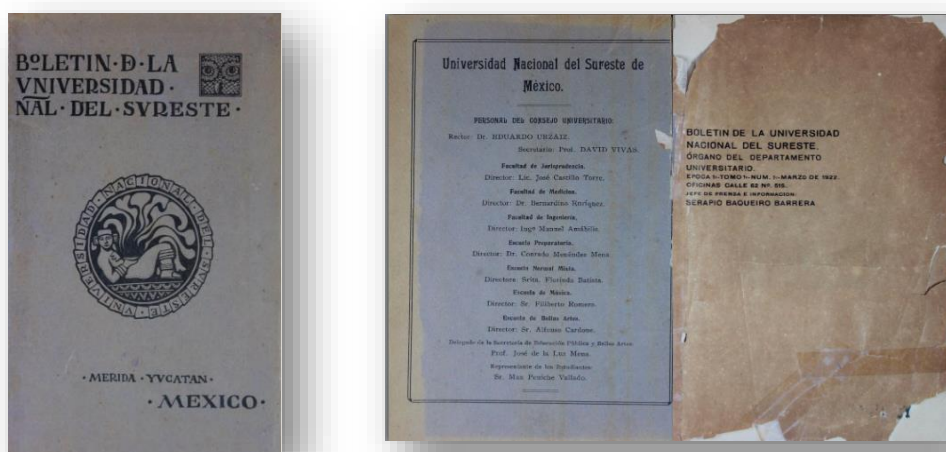 BOLETIN·D·LA
VNIVERSIDAD·
ÑAL·DEL·SVRESTE·
UNIVERSIDAD·NACIONAL·DEL·SURESTE
·MERIDA·YVCATAN·
·MEXICO·
Universidad Nacional del Sureste de
México.
PERSONAL DEL CONSEJO UNIVERSITARIO:
Rector: Dr. EDUARDO URZAIZ.
Secretario: Prof. DAVID VIVAS.
Facultad de Jurisprudencia.
Director: Lic. José Castillo Torre.
Facultad de Medicina.
Director: Dr. Bernardino Enríquez.
Facultad de Ingeniería,
Director: Ingº Manuel Amábilis.
Escuela Preparatoria.
Director: Dr. Conrado Menéndez Mena
Escuela Normal Mixta.
Directora: Srita. Florinda Batista.
Escuela de Música.
Director: Sr. Filiberto Romero.
Escuela de Bellas Artes.
Director: Sr. Alfonso Cardone.
Delegado de la Secretaría de Educación Pública y Bellas Artes
Prof. José de la Luz Mena.
Representante de los Estudiantes
Sr. Max Peniche Vallado.
BOLETIN DE LA UNIVERSIDAD
NACIONAL DEL SURESTE.
ÓRGANO DEL DEPARTAMENTO
UNIVERSITARIO.
EPOCA 1-TOMO 1-NUM. 1-MARZO DE 1922.
OFICINAS CALLE 62 Nº.
JEFE DE PRENSA E INFORMACION:
SERAPIO BAQUEIRO BARRERA